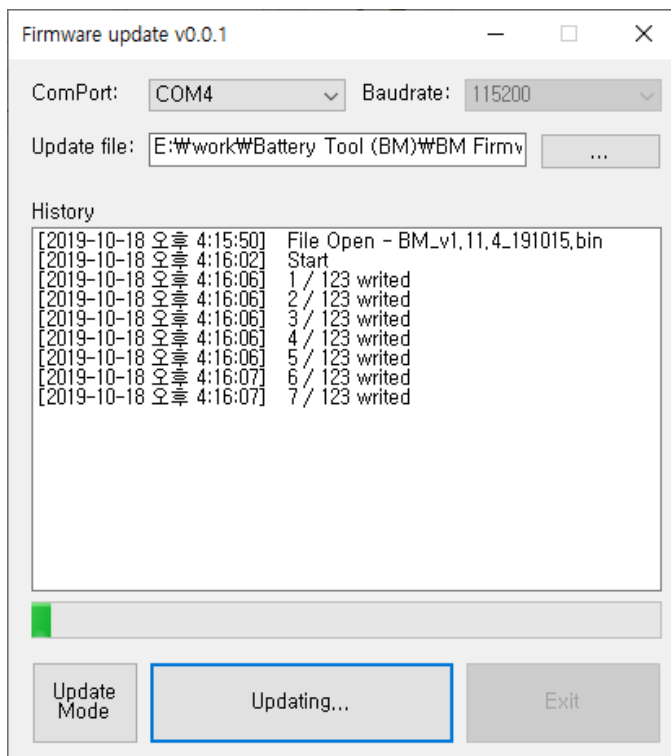 Firmware update v0.0.1
ComPort: COM4 Baudrate: 115200
Update file: E:₩work₩Battery Tool (BM)₩BM Firmv ...
History
[2019-10-18 오후 4:15:50] File Open - BM_v1.11.4_191015.bin
[2019-10-18 오후 4:16:02] Start
[2019-10-18 오후 4:16:06] 1 / 123 writed
[2019-10-18 오후 4:16:06] 2 / 123 writed
[2019-10-18 오후 4:16:06] 3 / 123 writed
[2019-10-18 오후 4:16:06] 4 / 123 writed
[2019-10-18 오후 4:16:06] 5 / 123 writed
[2019-10-18 오후 4:16:07] 6 / 123 writed
[2019-10-18 오후 4:16:07] 7 / 123 writed
Update
Mode
Updating...
Exit